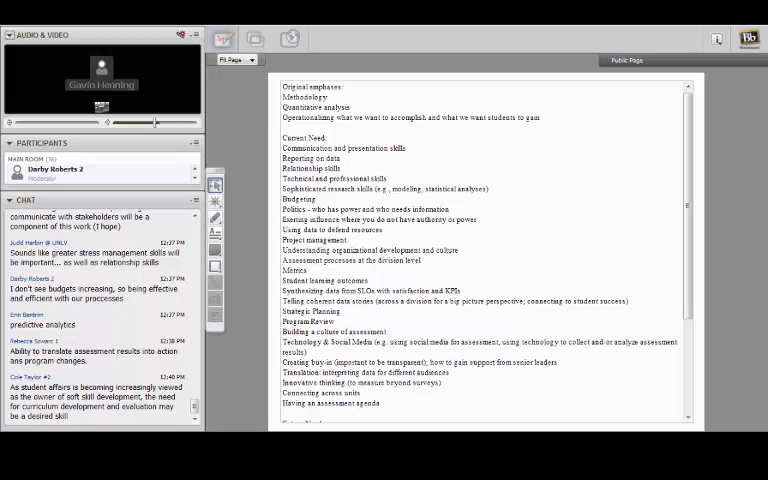 AUDIO & VIDEO
Gavin Henning
PARTICIPANTS
MAIN ROOM (36)
Darby Roberts 2
Moderator
CHAT
communicate with stakeholders will be a
component of this work (I hope)
Judd Harbin @ UNLV 12:37 PM
Sounds like greater stress management skills will
be important... as well as relationship skills
Darby Roberts 2 12:37 PM
I don't see budgets increasing, so being effective
and efficient with our proccesses
Erin Bentrim 12:37 PM
predictive analytics
12:38 PM
Ability to translate assessment results into action
ans program changes.
Cole Taylor #2 12:40 PM
As student affairs is becoming increasingly viewed
as the owner of soft skill development, the need
for curriculum development and evaluation may
be a desired skill
Fit Page
Public Page
Bb
Original emphases:
Methodology
Quantitative analysis
Operationalizing what we want to accomplish and what we want students to gain
Current Need:
Communication and presentation skills
Reporting on data
Relationship skills
Technical and professional skills
Sophisticated research skills (e.g., modeling, statistical analyses)
Budgeting
Politics - who has power and who needs information
Exerting influence where you do not have authority or power
Using data to defend resources
Project management
Understanding organizational development and culture
Assessment processes at the division level
Metrics
Student learning outcomes
Synthesizing data from SLOs with satisfaction and KPIs
Telling coherent data stories (across a division for a big picture perspective; connecting to student success)
Strategic Planning
Program Review
Building a culture of assessment
Technology & Social Media (e.g. using social media for assessment, using technology to collect and/or analyze assessment
results)
Creating buy-in (important to be transparent); how to gain support from senior leaders
Translation: interpreting data for different audiences
Innovative thinking (to measure beyond surveys)
Connecting across units
Having an assessment agenda